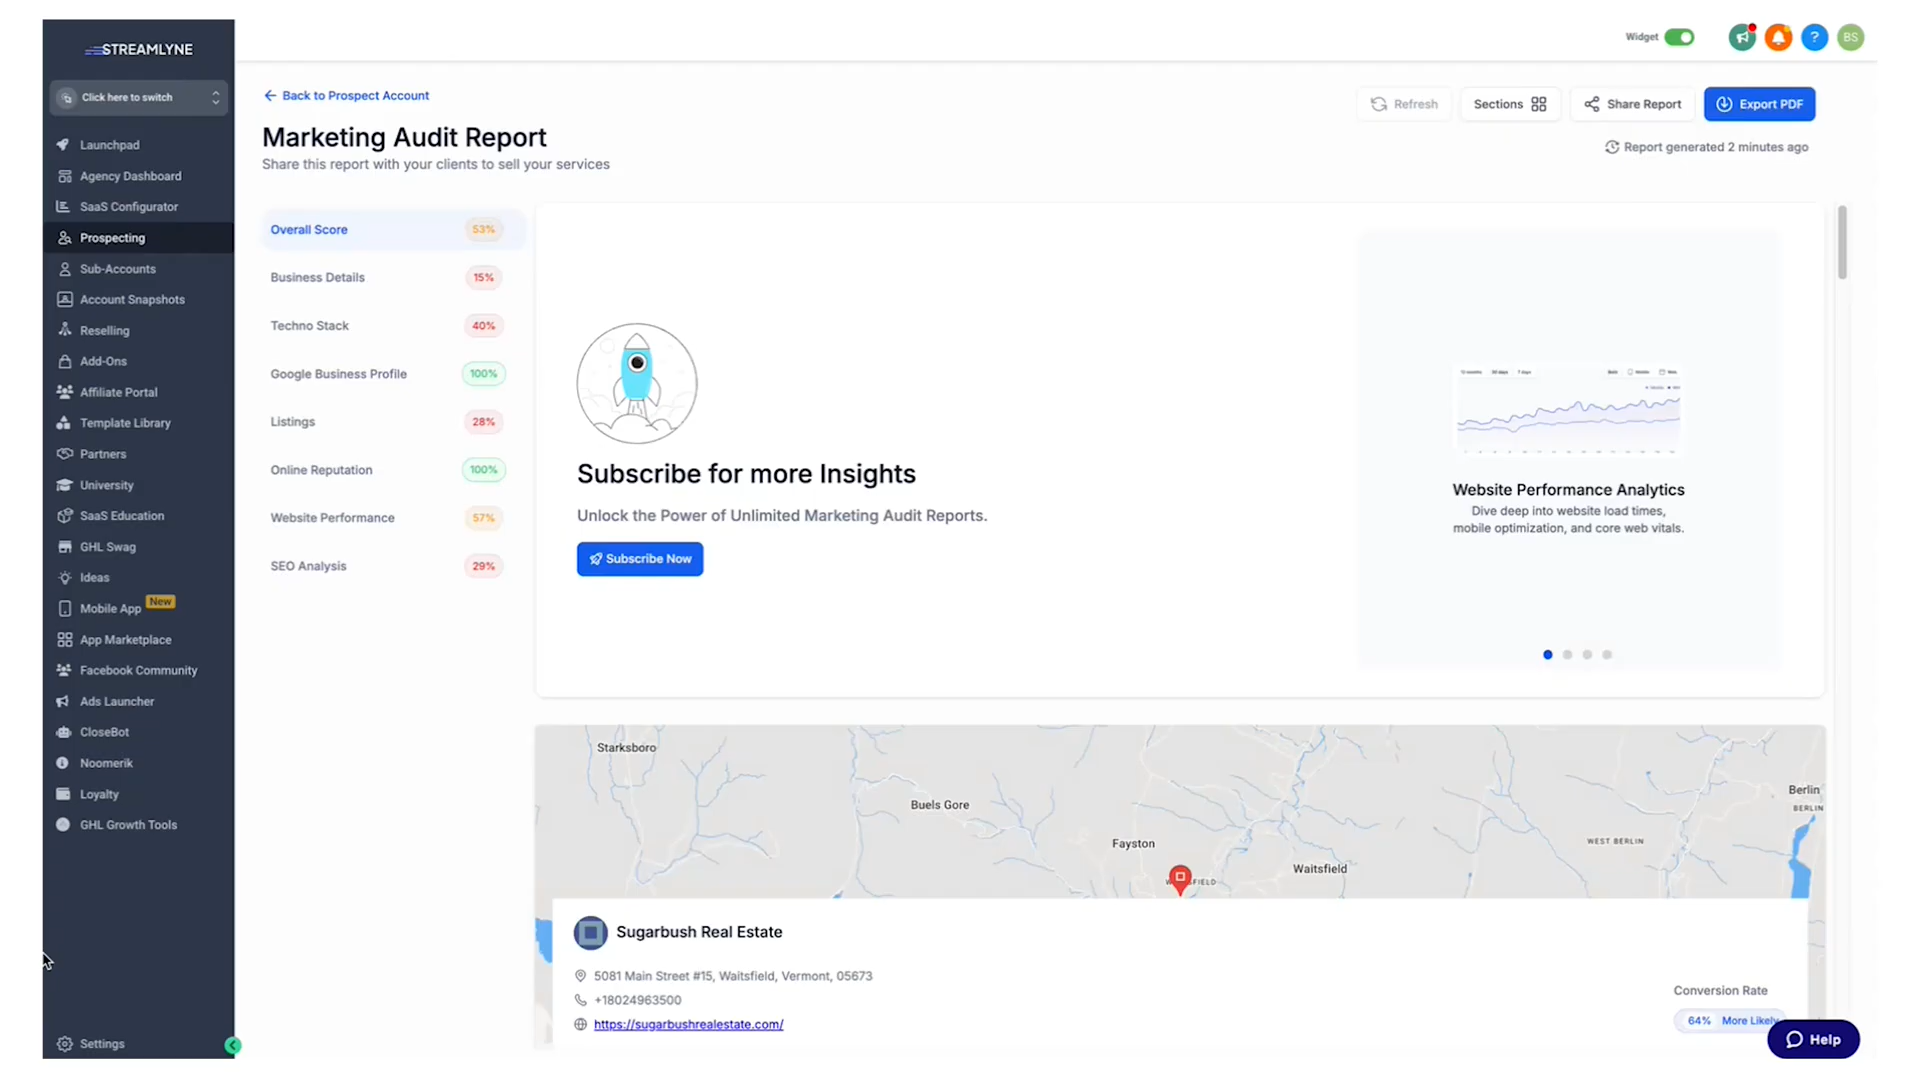 STREAMLYNE
Click here to switch
Launchpad
Agency Dashboard
SaaS Configurator
Prospecting
Sub-Accounts
Account Snapshots
Reselling
Add-Ons
Affiliate Portal
Template Library
Partners
University
SaaS Education
GHL Swag
Ideas
Mobile App New
App Marketplace
Facebook Community
Ads Launcher
CloseBot
Noomerik
Loyalty
GHL Growth Tools
Settings
Widget
?
BS
Back to Prospect Account
Marketing Audit Report
Share this report with your clients to sell your services
Refresh
Sections
Share Report
Export PDF
Report generated 2 minutes ago
Overall Score 53%
Business Details 15%
Techno Stack 40%
Google Business Profile 100%
Listings 28%
Online Reputation 100%
Website Performance 57%
SEO Analysis 29%
Subscribe for more Insights
Unlock the Power of Unlimited Marketing Audit Reports.
Subscribe Now
12 months 30 days 7 days
Website Performance Analytics
Dive deep into website load times,
mobile optimization, and core web vitals.
Starksboro
Buels Gore
Fayston
Waitsfield
Berlin
BERLIN
WEST BERLIN
Sugarbush Real Estate
5081 Main Street #15, Waitsfield, Vermont, 05673
+18024963500
https://sugarbushrealestate.com/
Conversion Rate
64% More Likely
Help